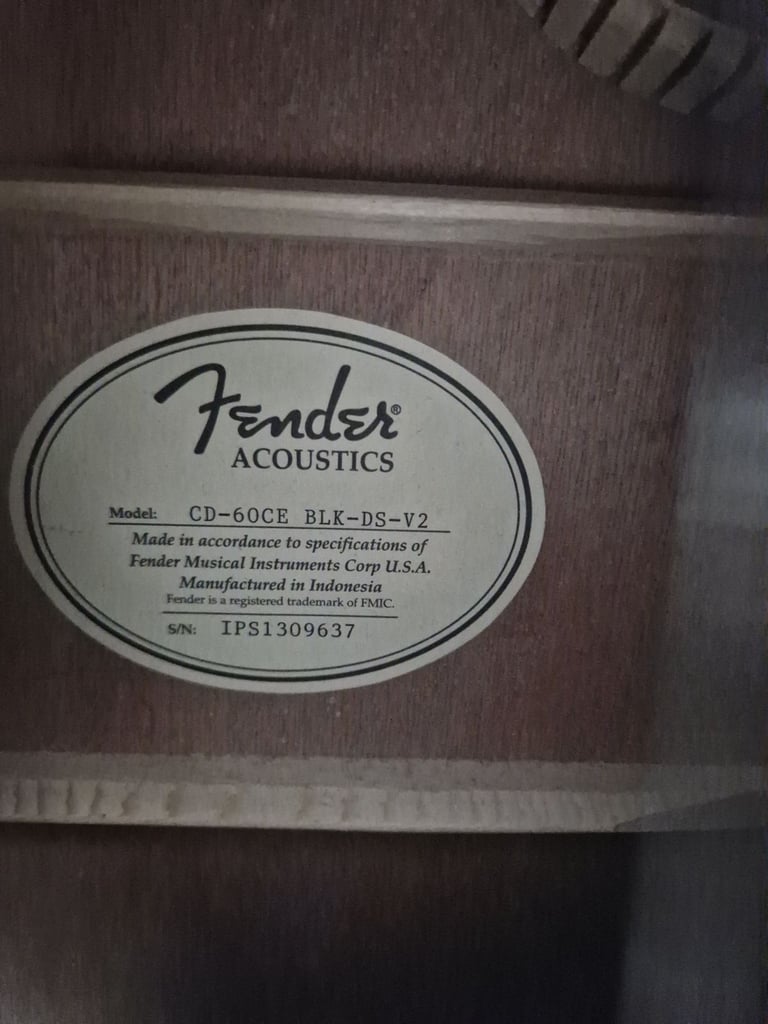 Fender®
ACOUSTICS
Model: CD-60CE BLK-DS-V2
Made in accordance to specifications of
Fender Musical Instruments Corp U.S.A.
Manufactured in Indonesia
Fender is a registered trademark of FMIC.
S/N: IPS1309637